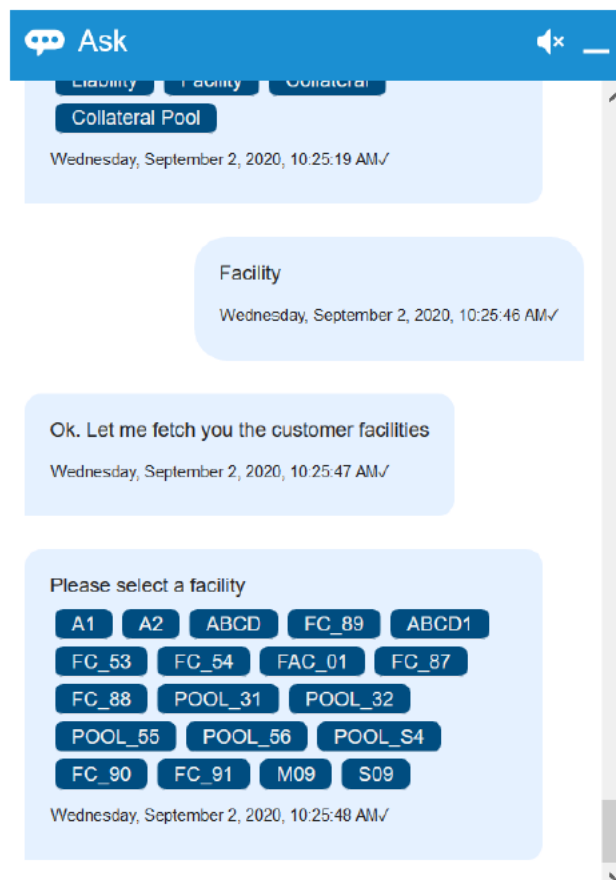 Ask
Liability Facility Collateral
Collateral Pool
Wednesday, September 2, 2020, 10:25:19 AM✓
Facility
Wednesday, September 2, 2020, 10:25:46 AM✓
Ok. Let me fetch you the customer facilities
Wednesday, September 2, 2020, 10:25:47 AM✓
Please select a facility
A1 A2 ABCD FC_89 ABCD1
FC_53 FC_54 FAC_01 FC_87
FC_88 POOL_31 POOL_32
POOL_55 POOL_56 POOL_S4
FC_90 FC_91 M09 S09
Wednesday, September 2, 2020, 10:25:48 AM✓